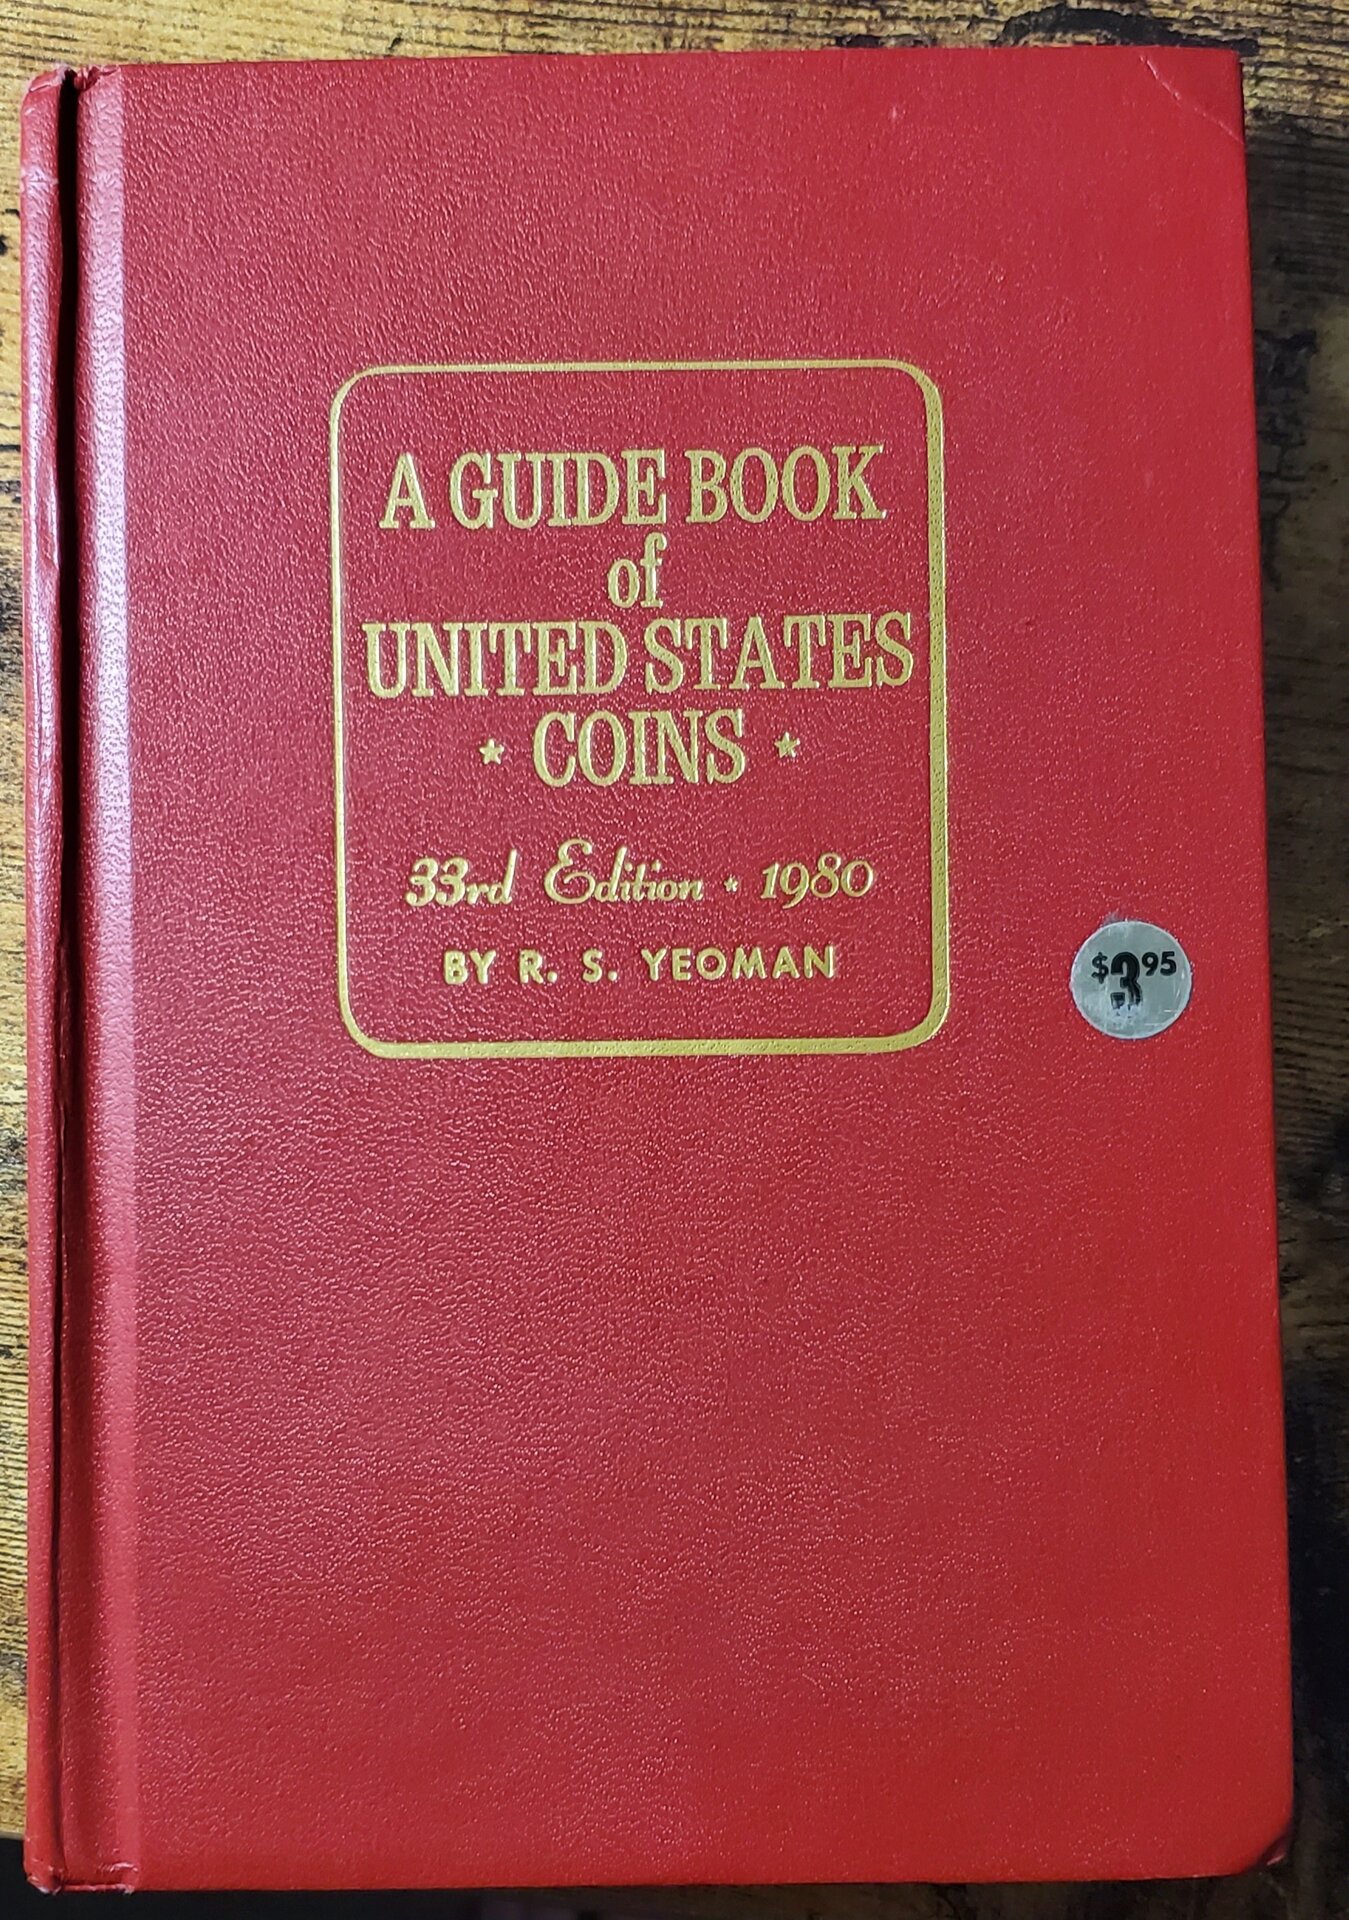 A GUIDE BOOK
of
UNITED STATES
* COINS *
33rd Edition * 1980
BY R. S. YEOMAN
$3.95